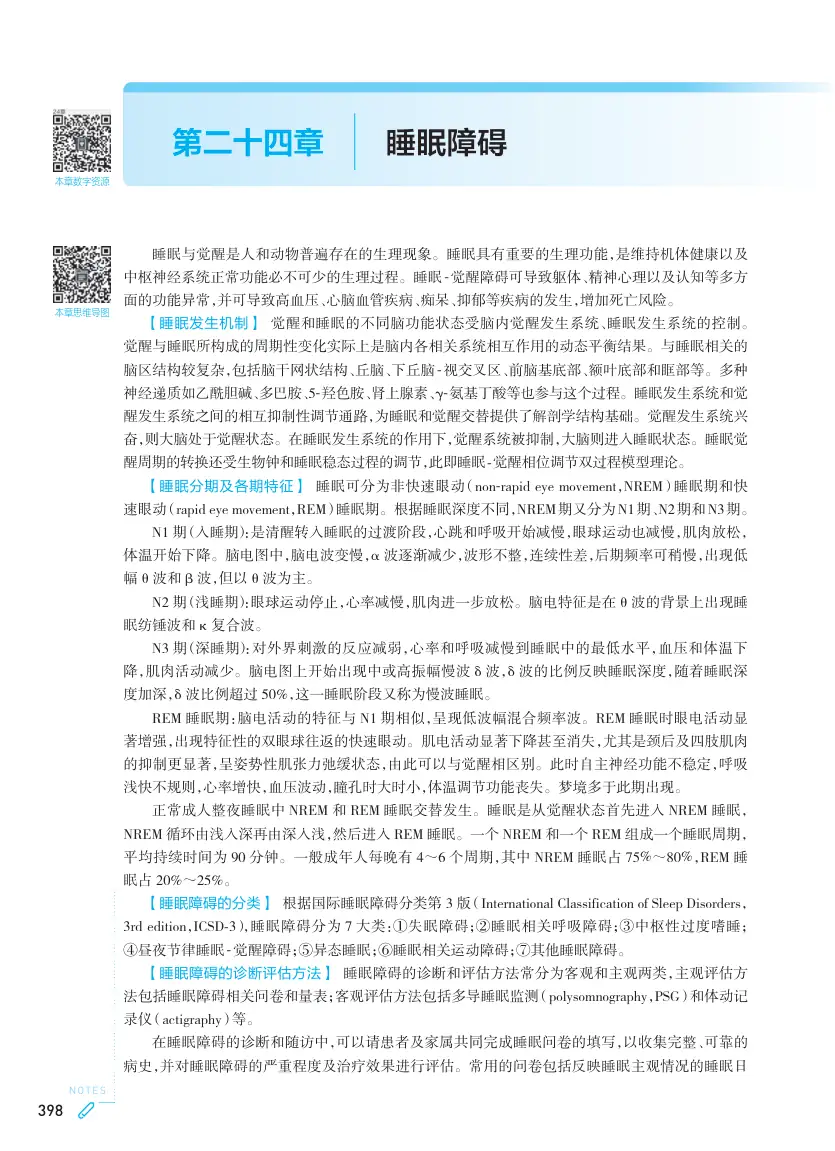 24章
本章数字资源
第二十四章 睡眠障碍
本章思维导图
睡眠与觉醒是人和动物普遍存在的生理现象。睡眠具有重要的生理功能,是维持机体健康以及
中枢神经系统正常功能必不可少的生理过程。睡眠-觉醒障碍可导致躯体、精神心理以及认知等多方
面的功能异常,并可导致高血压、心脑血管疾病、痴呆、抑郁等疾病的发生,增加死亡风险。
【睡眠发生机制】 觉醒和睡眠的不同脑功能状态受脑内觉醒发生系统、睡眠发生系统的控制。
觉醒与睡眠所构成的周期性变化实际上是脑内各相关系统相互作用的动态平衡结果。与睡眠相关的
脑区结构较复杂,包括脑干网状结构、丘脑、下丘脑-视交叉区、前脑基底部、额叶底部和眶部等。多种
神经递质如乙酰胆碱、多巴胺、5-羟色胺、肾上腺素、γ-氨基丁酸等也参与这个过程。睡眠发生系统和觉
醒发生系统之间的相互抑制性调节通路,为睡眠和觉醒交替提供了解剖学结构基础。觉醒发生系统兴
奋,则大脑处于觉醒状态。在睡眠发生系统的作用下,觉醒系统被抑制,大脑则进入睡眠状态。睡眠觉
醒周期的转换还受生物钟和睡眠稳态过程的调节,此即睡眠-觉醒相位调节双过程模型理论。
【睡眠分期及各期特征】 睡眠可分为非快速眼动(non-rapid eye movement,NREM)睡眠期和快
速眼动(rapid eye movement,REM)睡眠期。根据睡眠深度不同,NREM期又分为N1期、N2期和N3期。
N1期(入睡期):是清醒转入睡眠的过渡阶段,心跳和呼吸开始减慢,眼球运动也减慢,肌肉放松,
体温开始下降。脑电图中,脑电波变慢,α波逐渐减少,波形不整,连续性差,后期频率可稍慢,出现低
幅θ波和β波,但以θ波为主。
N2期(浅睡期):眼球运动停止,心率减慢,肌肉进一步放松。脑电特征是在θ波的背景上出现睡
眠纺锤波和κ复合波。
N3期(深睡期):对外界刺激的反应减弱,心率和呼吸减慢到睡眠中的最低水平,血压和体温下
降,肌肉活动减少。脑电图上开始出现中或高振幅慢波δ波,δ波的比例反映睡眠深度,随着睡眠深
度加深,δ波比例超过50%,这一睡眠阶段又称为慢波睡眠。
REM睡眠期:脑电活动的特征与N1期相似,呈现低波幅混合频率波。REM睡眠时眼电活动显
著增强,出现特征性的双眼球往返的快速眼动。肌电活动显著下降甚至消失,尤其是颈后及四肢肌肉
的抑制更显著,呈姿势性肌张力弛缓状态,由此可以与觉醒相区别。此时自主神经功能不稳定,呼吸
浅快不规则,心率增快,血压波动,瞳孔时大时小,体温调节功能丧失。梦境多于此期出现。
正常成人整夜睡眠中NREM和REM睡眠交替发生。睡眠是从觉醒状态首先进入NREM睡眠,
NREM循环由浅入深再由深入浅,然后进入REM睡眠。一个NREM和一个REM组成一个睡眠周期,
平均持续时间为90分钟。一般成年人每晚有4~6个周期,其中NREM睡眠占75%~80%,REM睡
眠占20%~25%。
【睡眠障碍的分类】 根据国际睡眠障碍分类第3版(International Classification of Sleep Disorders,
3rd edition,ICSD-3),睡眠障碍分为7大类:①失眠障碍;②睡眠相关呼吸障碍;③中枢性过度嗜睡;
④昼夜节律睡眠-觉醒障碍;⑤异态睡眠;⑥睡眠相关运动障碍;⑦其他睡眠障碍。
【睡眠障碍的诊断评估方法】 睡眠障碍的诊断和评估方法常分为客观和主观两类,主观评估方
法包括睡眠障碍相关问卷和量表;客观评估方法包括多导睡眠监测(polysomnography,PSG)和体动记
录仪(actigraphy)等。
在睡眠障碍的诊断和随访中,可以请患者及家属共同完成睡眠问卷的填写,以收集完整、可靠的
病史,并对睡眠障碍的严重程度及治疗效果进行评估。常用的问卷包括反映睡眠主观情况的睡眠日
NOTES
398